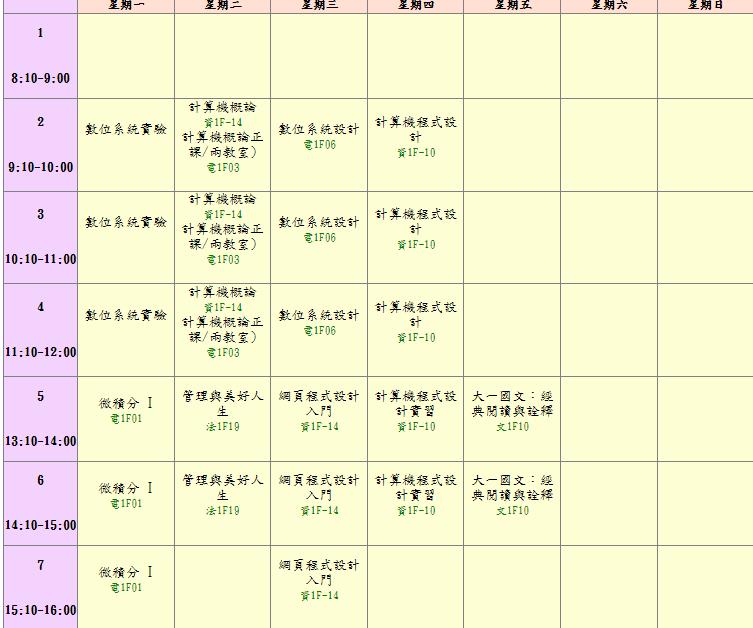 星期一 星期二 星期三 星期四 星期五 星期六 星期日
1
8:10-9:00
2
9:10-10:00
數位系統實驗
計算機概論
資1F-14
計算機概論正
課/兩教室)
電1F03
數位系統設計
電1F06
計算機程式設
計
資1F-10
3
10:10-11:00
數位系統實驗
計算機概論
資1F-14
計算機概論正
課/兩教室)
電1F03
數位系統設計
電1F06
計算機程式設
計
資1F-10
4
11:10-12:00
數位系統實驗
計算機概論
資1F-14
計算機概論正
課/兩教室)
電1F03
數位系統設計
電1F06
計算機程式設
計
資1F-10
5
13:10-14:00
微積分 I
電1F01
管理與美好人
生
法1F19
網頁程式設計
入門
資1F-14
計算機程式設
計實習
資1F-10
大一國文：經
典閱讀與詮釋
文1F10
6
14:10-15:00
微積分 I
電1F01
管理與美好人
生
法1F19
網頁程式設計
入門
資1F-14
計算機程式設
計實習
資1F-10
大一國文：經
典閱讀與詮釋
文1F10
7
15:10-16:00
微積分 I
電1F01
網頁程式設計
入門
資1F-14